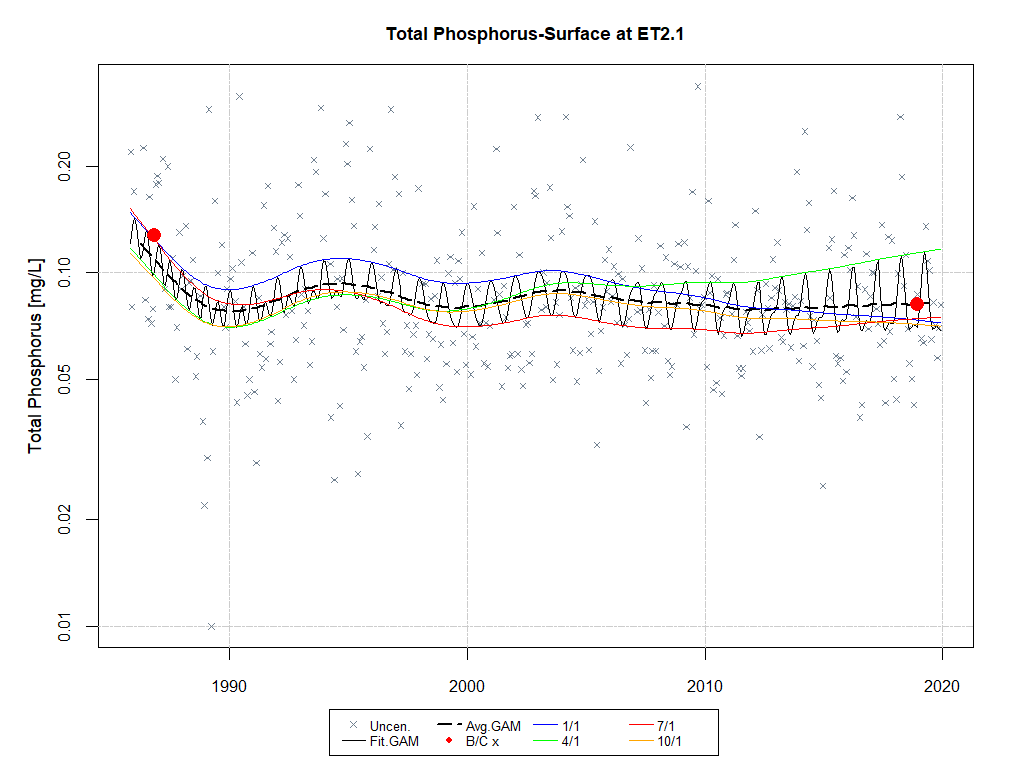 Total Phosphorus-Surface at ET2.1
Total Phosphorus [mg/L]
0.20
0.10
0.05
0.02
0.01
1990 2000 2010 2020
Uncen. Avg.GAM 1/1 7/1
Fit.GAM B/C x 4/1 10/1